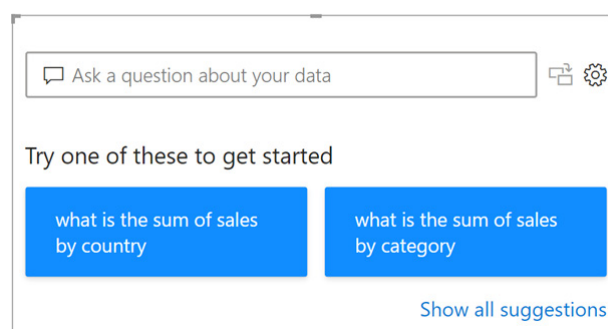 Ask a question about your data
Try one of these to get started
what is the sum of sales
by country
what is the sum of sales
by category
Show all suggestions